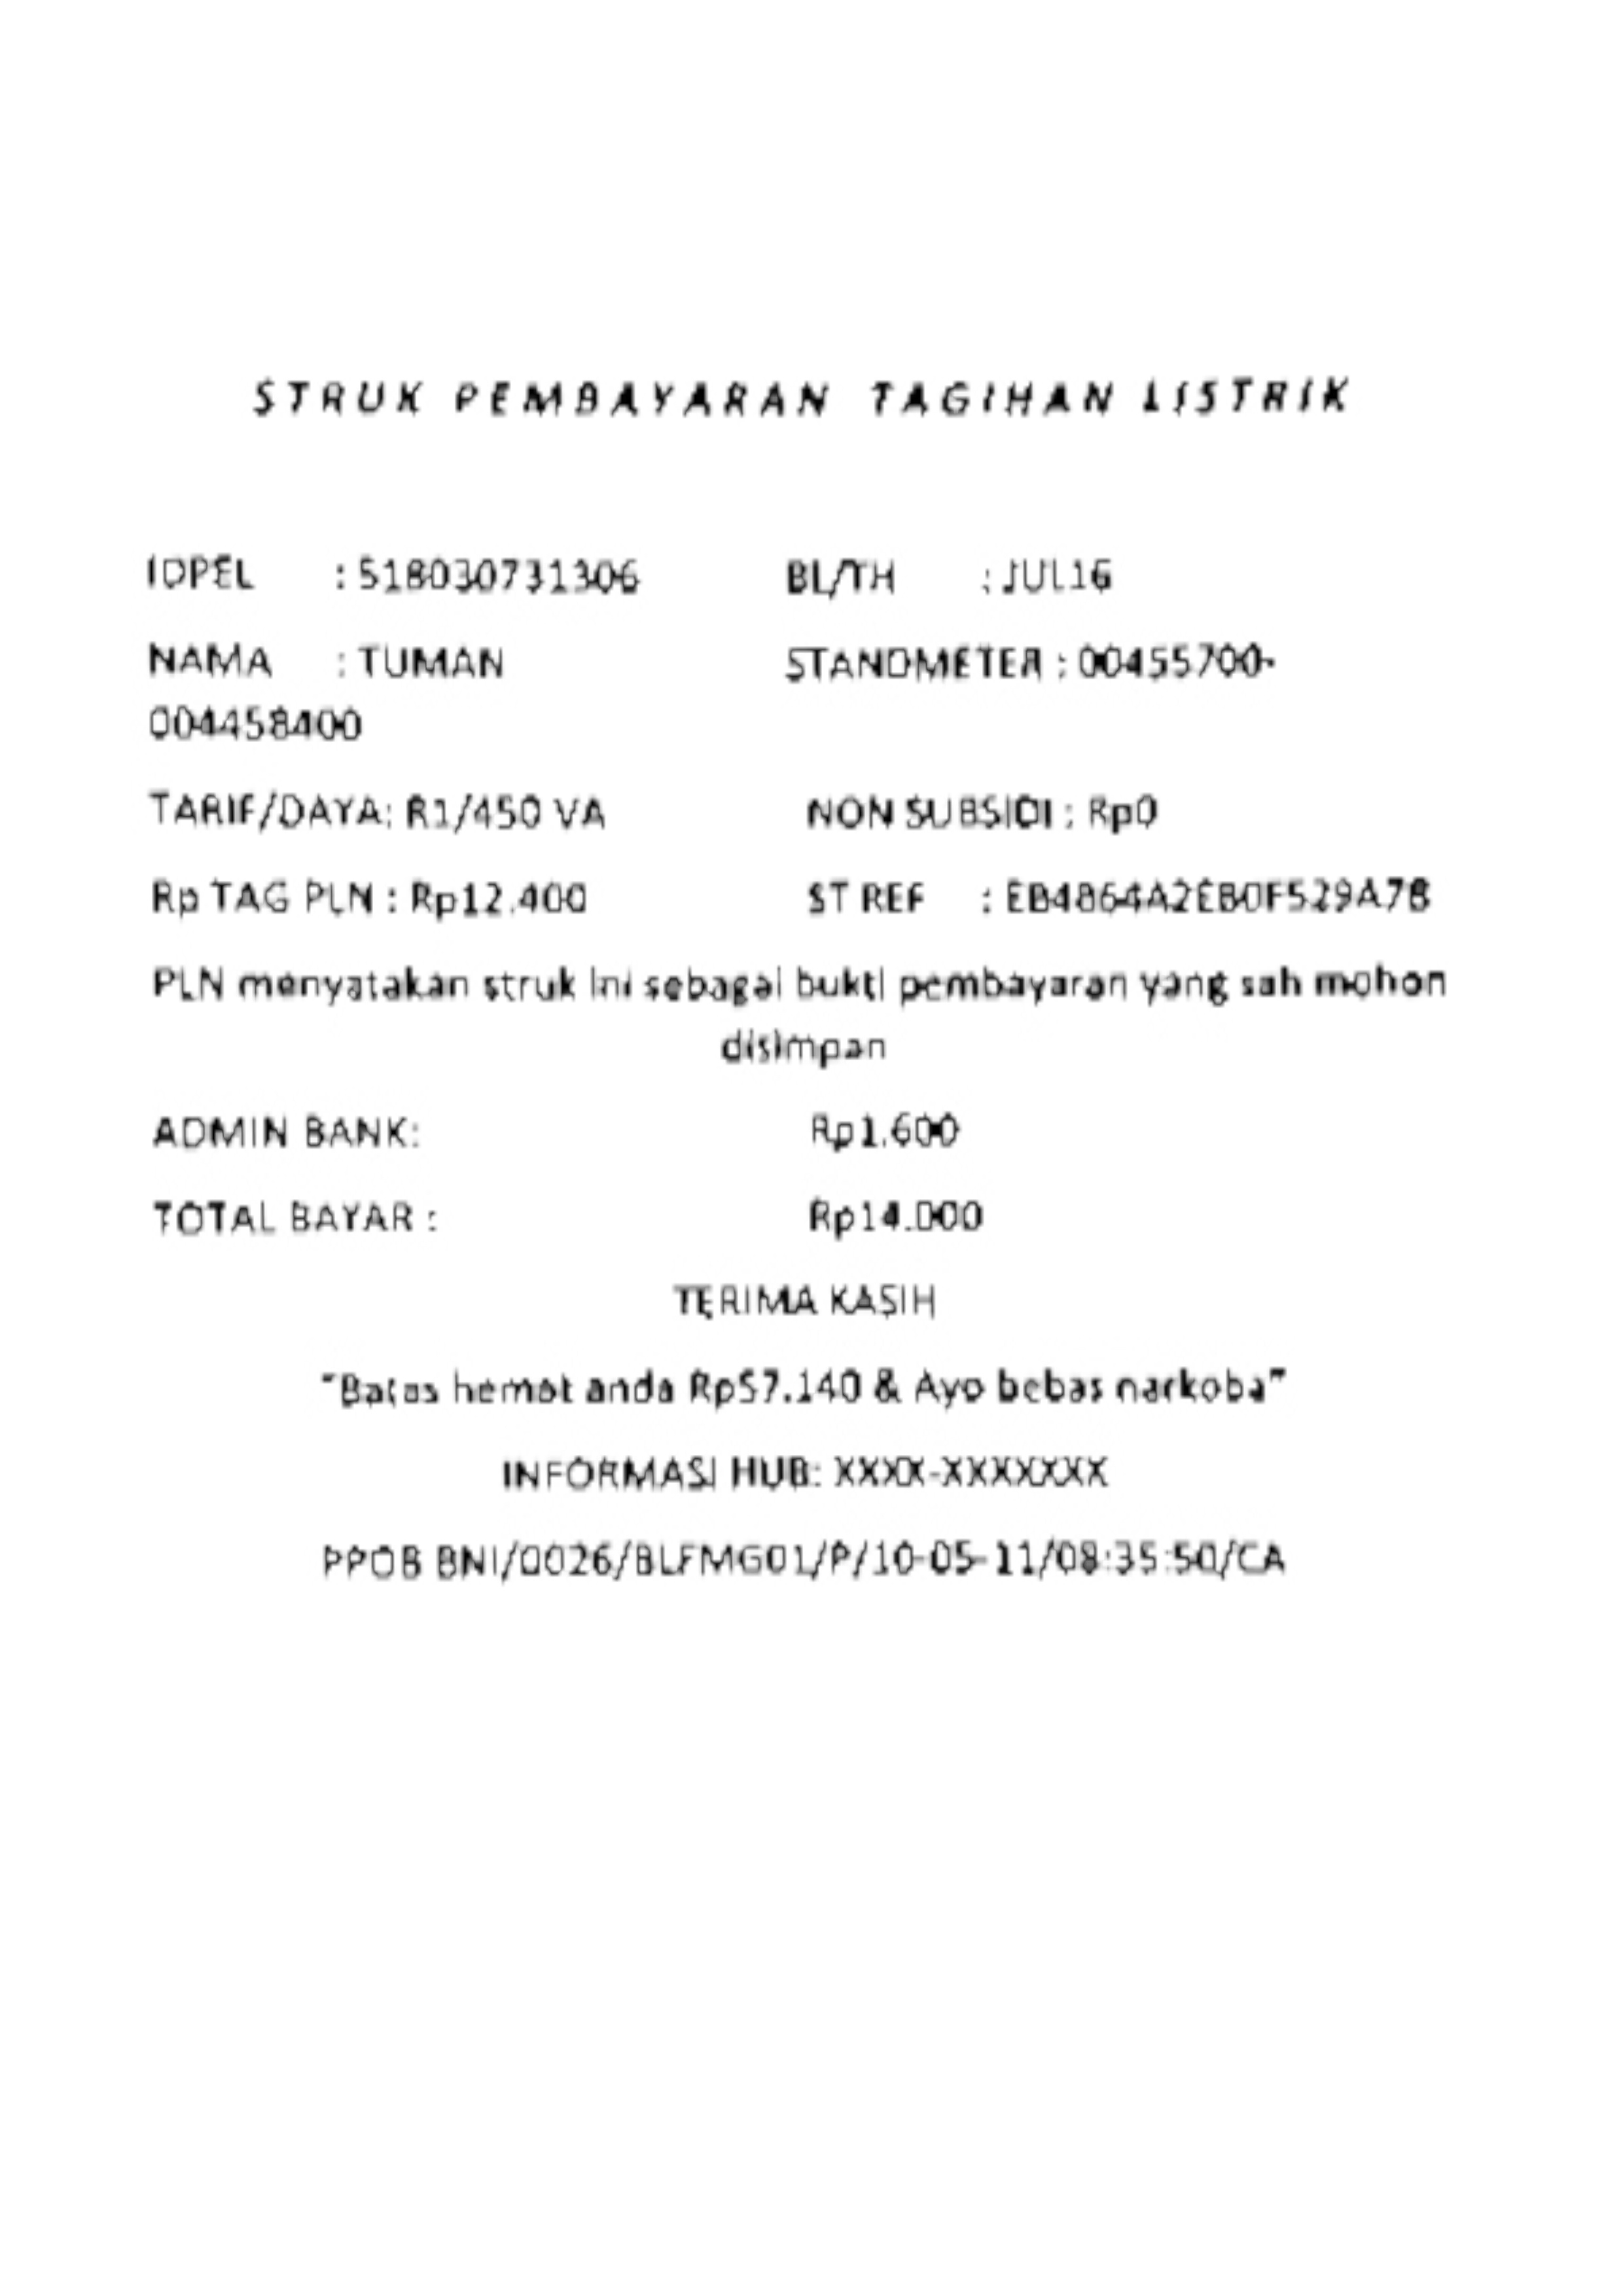 STRUK PEMBAYARAN TAGIHAN LISTRIK
IDPEL : 518030731306 BL/TH : JUL16
NAMA : TUMAN STANDMETER : 00455700-
004458400
TARIF/DAYA: R1/450 VA NON SUBSIDI : Rp0
Rp TAG PLN : Rp12.400 ST REF : EB4864A2EB0F529A7B
PLN menyatakan struk ini sebagai bukti pembayaran yang sah mohon
disimpan
ADMIN BANK: Rp1.600
TOTAL BAYAR : Rp14.000
TERIMA KASIH
"Batas hemat anda Rp57.140 & Ayo bebas narkoba"
INFORMASI HUB: XXXX-XXXXXXX
PPOB BNI/0026/BLFMG01/P/10-05-11/08:35:50/CA